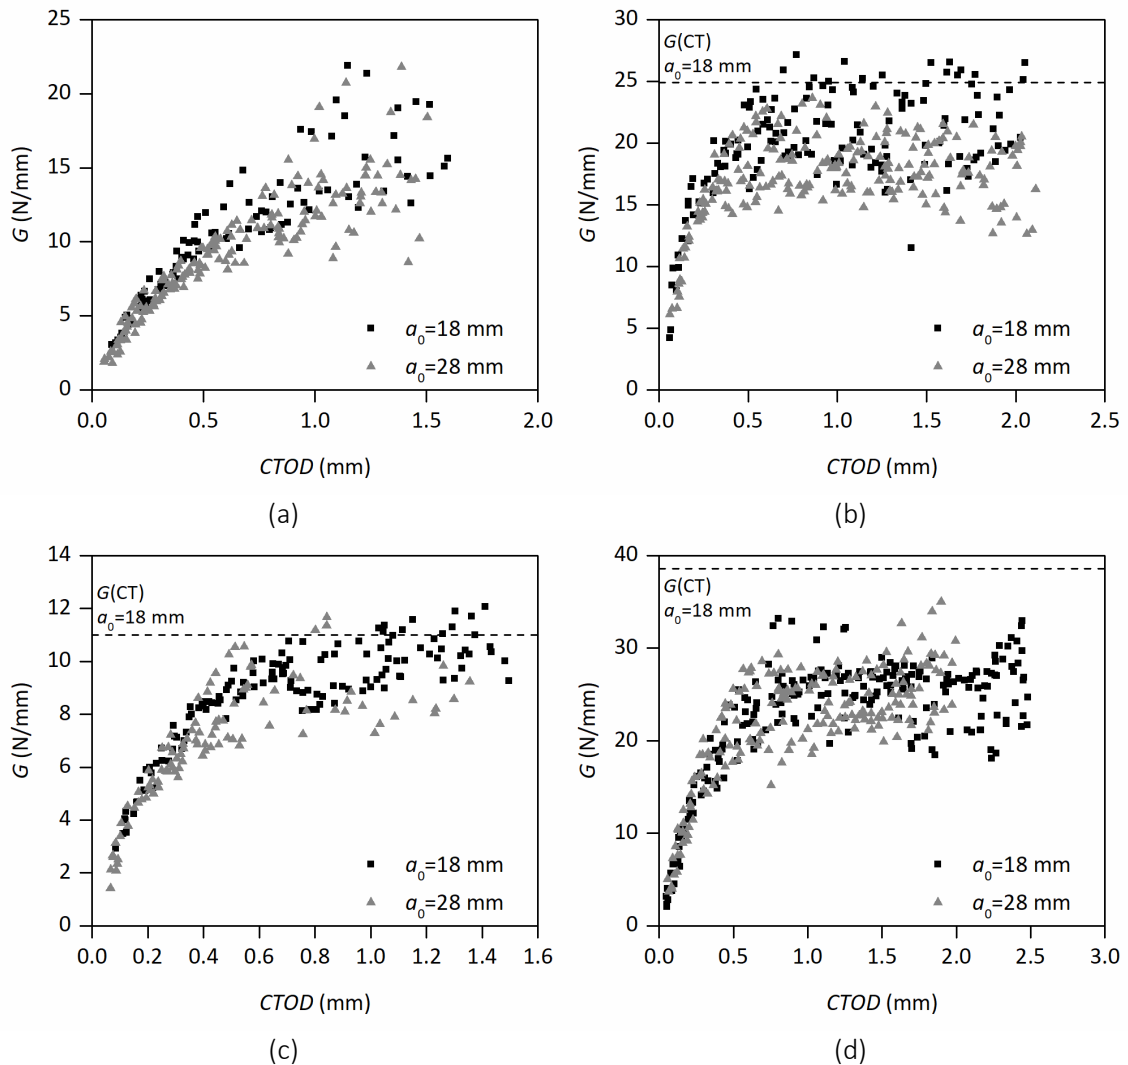 25
20
15
10
5
0
G (N/mm)
a0=18 mm
a0=28 mm
0.0 0.5 1.0 1.5 2.0
CTOD (mm)
(a)
30
25
20
15
10
5
0
G (N/mm)
G(CT)
a0=18 mm
a0=18 mm
a0=28 mm
0.0 0.5 1.0 1.5 2.0 2.5
CTOD (mm)
(b)
14
12
10
8
6
4
2
0
G (N/mm)
G(CT)
a0=18 mm
a0=18 mm
a0=28 mm
0.0 0.2 0.4 0.6 0.8 1.0 1.2 1.4 1.6
CTOD (mm)
(c)
40
30
20
10
0
G (N/mm)
G(CT)
a0=18 mm
a0=18 mm
a0=28 mm
0.0 0.5 1.0 1.5 2.0 2.5 3.0
CTOD (mm)
(d)